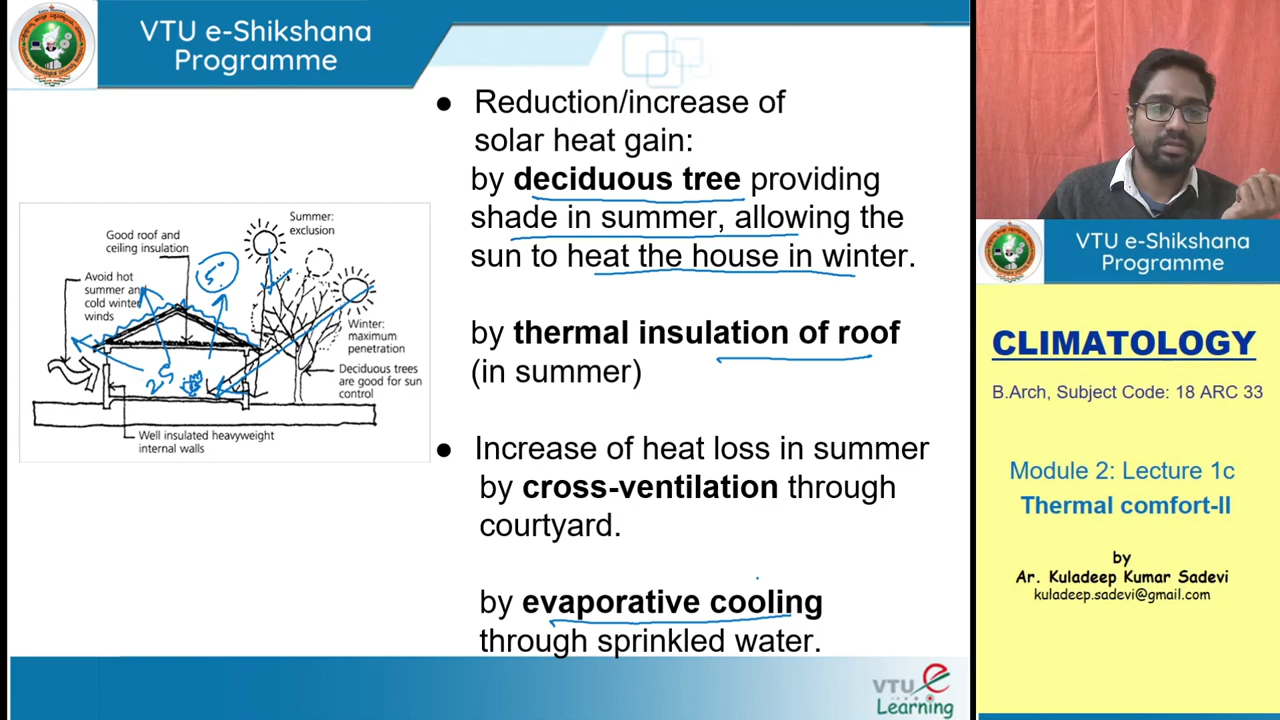 VTU e-Shikshana
Programme
● Reduction/increase of
solar heat gain:
by deciduous tree providing
shade in summer, allowing the
sun to heat the house in winter.
by thermal insulation of roof
(in summer)
● Increase of heat loss in summer
by cross-ventilation through
courtyard.
by evaporative cooling
through sprinkled water.
Summer:
exclusion
Good roof and
ceiling insulation
Avoid hot
summer and
cold winter
winds
Winter:
maximum
penetration
Deciduous trees
are good for sun
control
Well insulated heavyweight
internal walls
15°
25
VTU e
Learning
VTU e-Shikshana
Programme
CLIMATOLOGY
B.Arch, Subject Code: 18 ARC 33
Module 2: Lecture 1c
Thermal comfort-II
by
Ar. Kuladeep Kumar Sadevi
kuladeep.sadevi@gmail.com